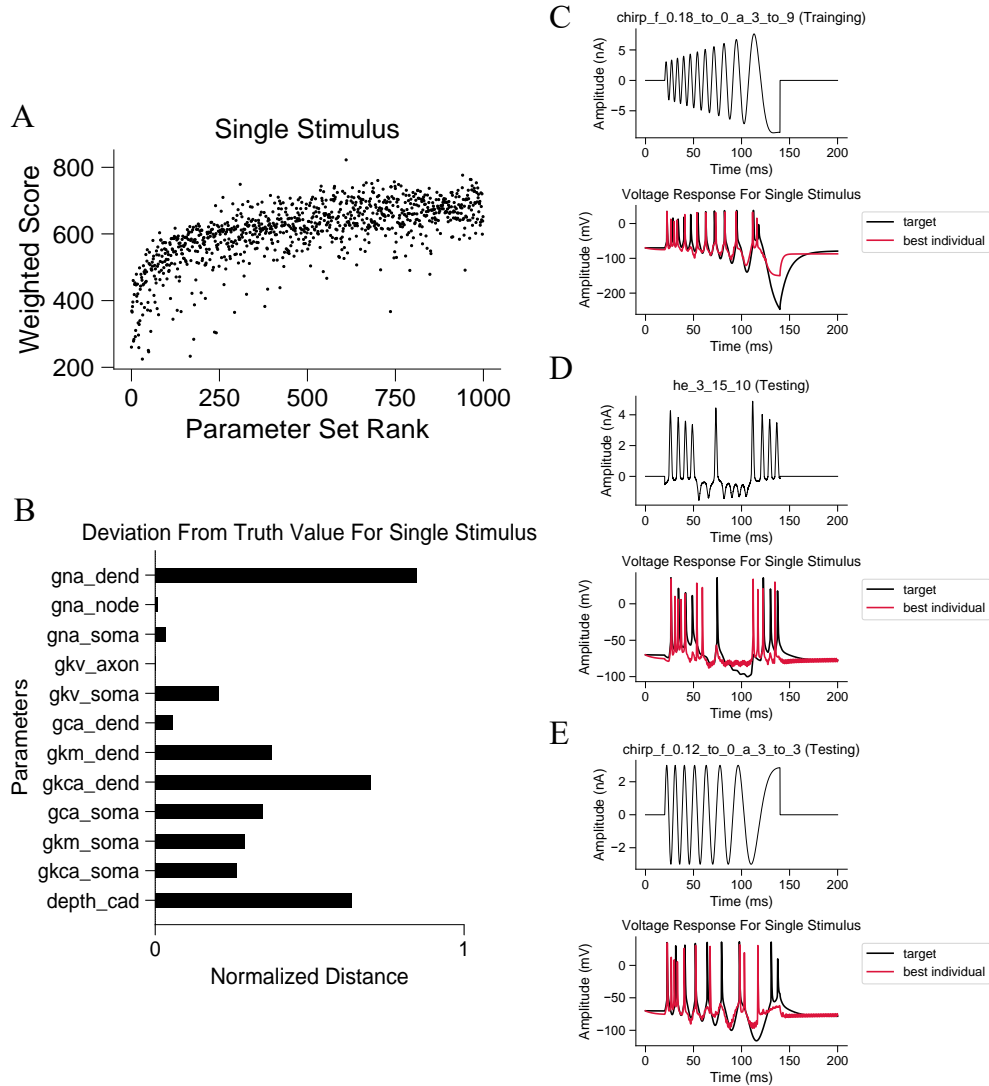 A
Single Stimulus
Weighted Score
800
600
400
200
0
250
500
750
1000
Parameter Set Rank
B
Deviation From Truth Value For Single Stimulus
Parameters
gna_dend
gna_node
gna_soma
gkv_axon
gkv_soma
gca_dend
gkm_dend
gkca_dend
gca_soma
gkm_soma
gkca_soma
depth_cad
0
1
Normalized Distance
C
chirp_f_0.18_to_0_a_3_to_9 (Trainging)
Amplitude (nA)
5
0
−5
0
50
100
150
200
Time (ms)
Voltage Response For Single Stimulus
Amplitude (mV)
0
−100
−200
0
50
100
150
200
Time (ms)
target
best individual
D
he_3_15_10 (Testing)
Amplitude (nA)
4
2
0
0
50
100
150
200
Time (ms)
Voltage Response For Single Stimulus
Amplitude (mV)
0
−50
−100
0
50
100
150
200
Time (ms)
target
best individual
E
chirp_f_0.12_to_0_a_3_to_3 (Testing)
Amplitude (nA)
2
0
−2
0
50
100
150
200
Time (ms)
Voltage Response For Single Stimulus
Amplitude (mV)
0
−50
−100
0
50
100
150
200
Time (ms)
target
best individual